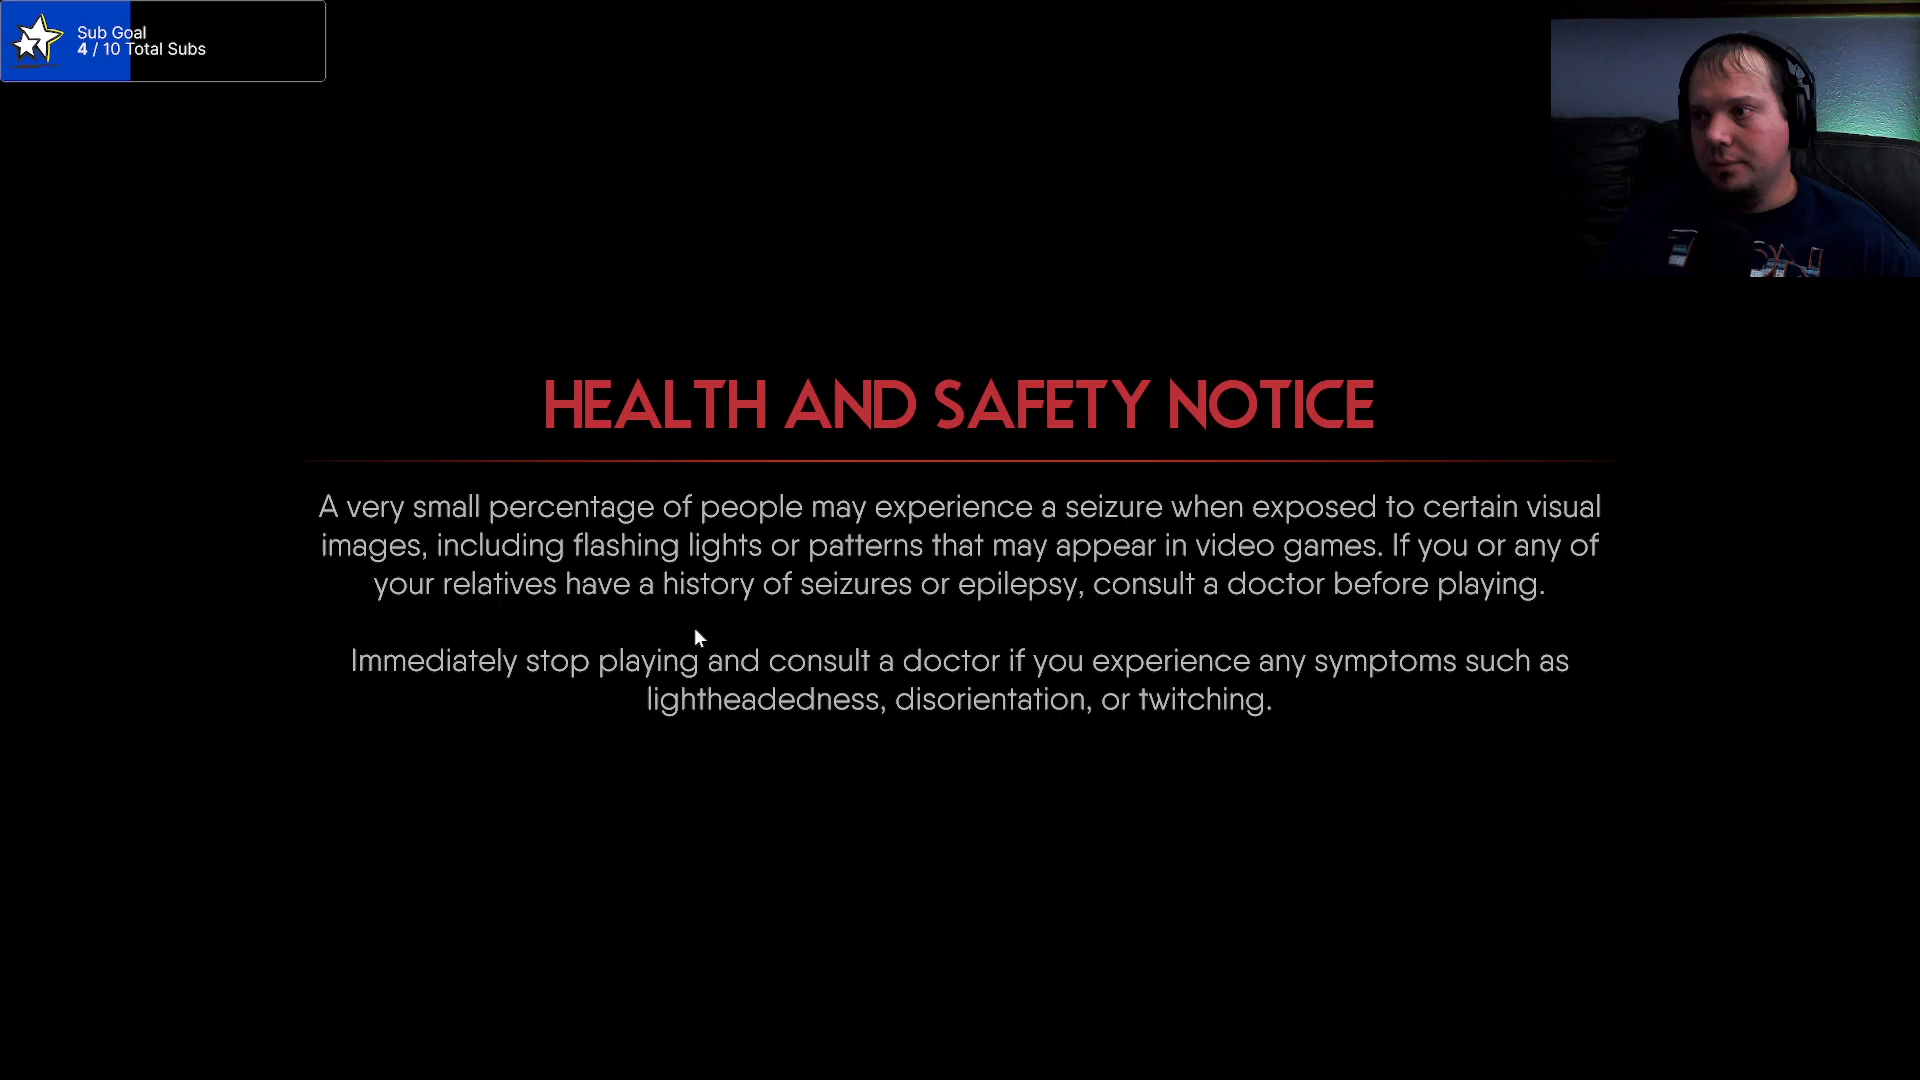 Sub Goal
4 / 10 Total Subs
HEALTH AND SAFETY NOTICE
A very small percentage of people may experience a seizure when exposed to certain visual
images, including flashing lights or patterns that may appear in video games. If you or any of
your relatives have a history of seizures or epilepsy, consult a doctor before playing.
Immediately stop playing and consult a doctor if you experience any symptoms such as
lightheadedness, disorientation, or twitching.